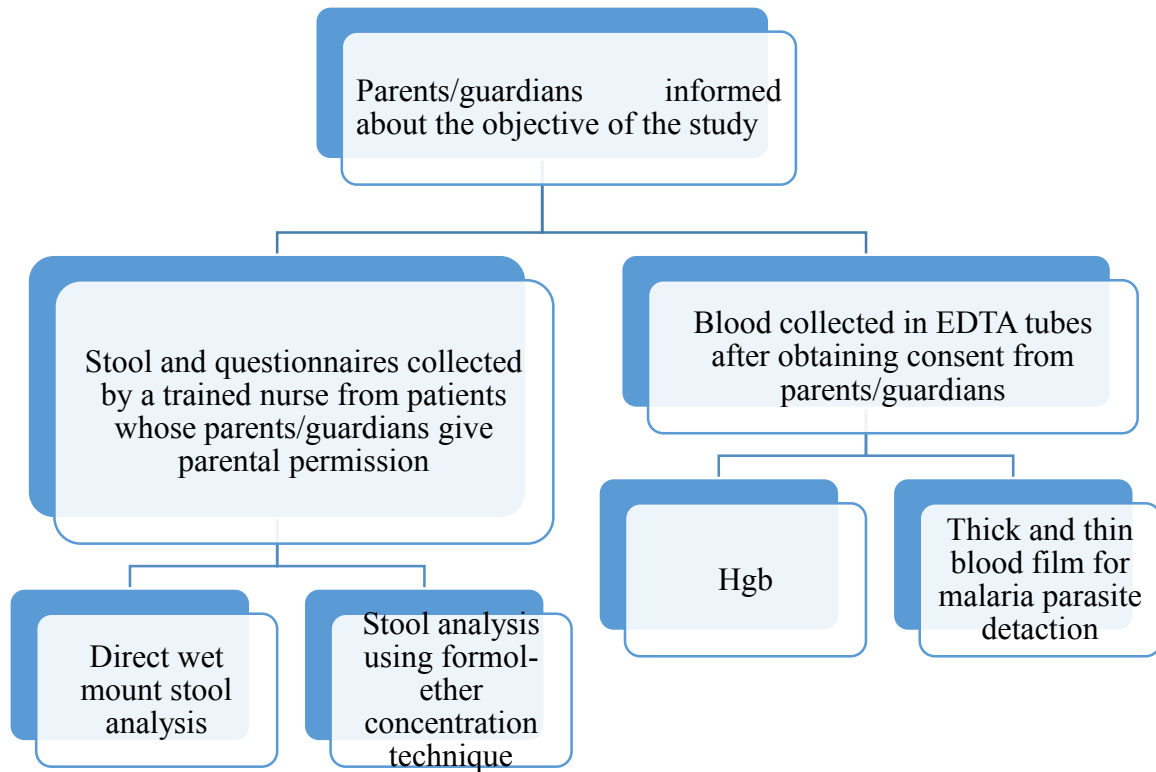 Parents/guardians informed
about the objective of the study
Stool and questionnaires collected
by a trained nurse from patients
whose parents/guardians give
parental permission
Blood collected in EDTA tubes
after obtaining consent from
parents/guardians
Direct wet
mount stool
analysis
Stool analysis
using formol-
ether
concentration
technique
Hgb
Thick and thin
blood film for
malaria parasite
detaction